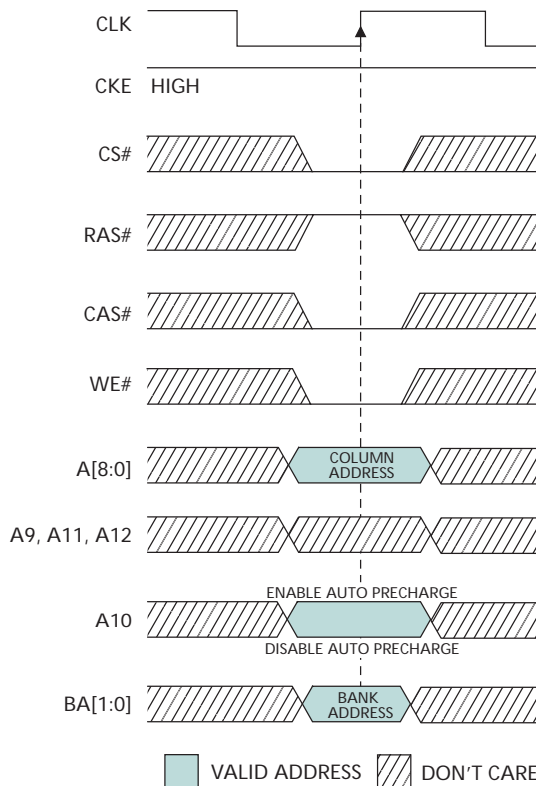 CLK
CKE HIGH
CS#
RAS#
CAS#
WE#
A[8:0] COLUMN
ADDRESS
A9, A11, A12
ENABLE AUTO PRECHARGE
A10
DISABLE AUTO PRECHARGE
BA[1:0] BANK
ADDRESS
VALID ADDRESS DON'T CARE